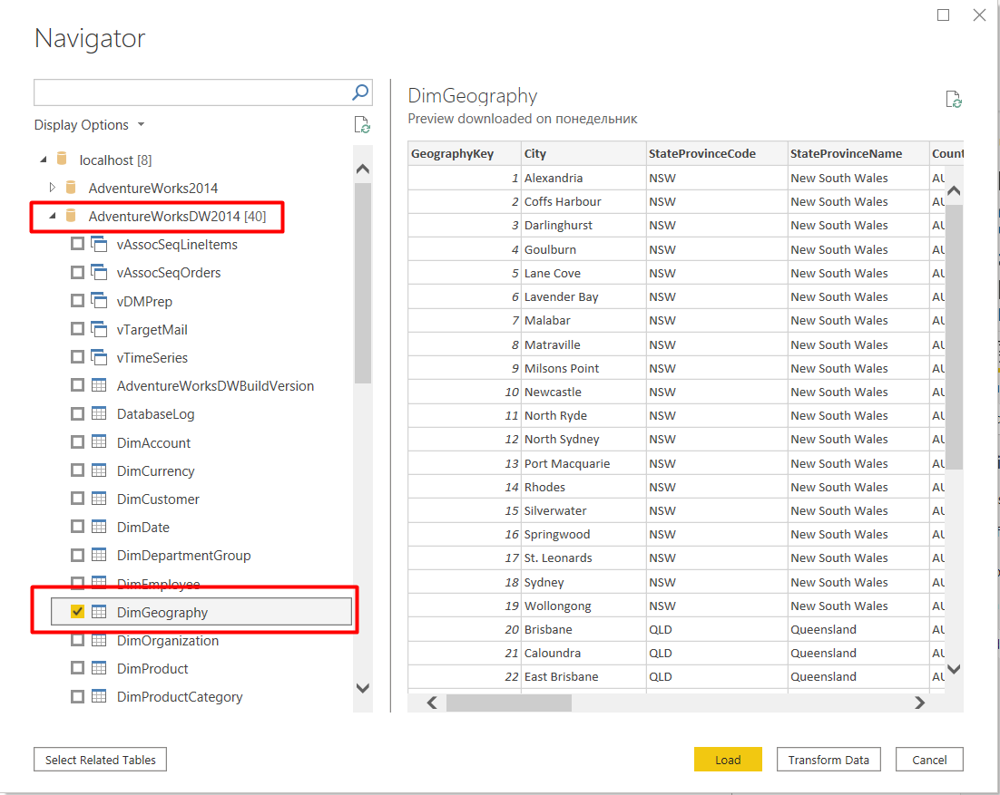 Navigator
Display Options
localhost [8]
AdventureWorks2014
AdventureWorksDW2014 [40]
vAssocSeqLineItems
vAssocSeqOrders
vDMPrep
vTargetMail
vTimeSeries
AdventureWorksDWBuildVersion
DatabaseLog
DimAccount
DimCurrency
DimCustomer
DimDate
DimDepartmentGroup
DimEmployee
DimGeography
DimOrganization
DimProduct
DimProductCategory
DimGeography
Preview downloaded on понедельник
GeographyKey City StateProvinceCode StateProvinceName Count
1 Alexandria NSW New South Wales AU
2 Coffs Harbour NSW New South Wales AU
3 Darlinghurst NSW New South Wales AU
4 Goulburn NSW New South Wales AU
5 Lane Cove NSW New South Wales AU
6 Lavender Bay NSW New South Wales AU
7 Malabar NSW New South Wales AU
8 Matraville NSW New South Wales AU
9 Milsons Point NSW New South Wales AU
10 Newcastle NSW New South Wales AU
11 North Ryde NSW New South Wales AU
12 North Sydney NSW New South Wales AU
13 Port Macquarie NSW New South Wales AU
14 Rhodes NSW New South Wales AU
15 Silverwater NSW New South Wales AU
16 Springwood NSW New South Wales AU
17 St. Leonards NSW New South Wales AU
18 Sydney NSW New South Wales AU
19 Wollongong NSW New South Wales AU
20 Brisbane QLD Queensland AU
21 Caloundra QLD Queensland AU
22 East Brisbane QLD Queensland AU
Select Related Tables Load Transform Data Cancel